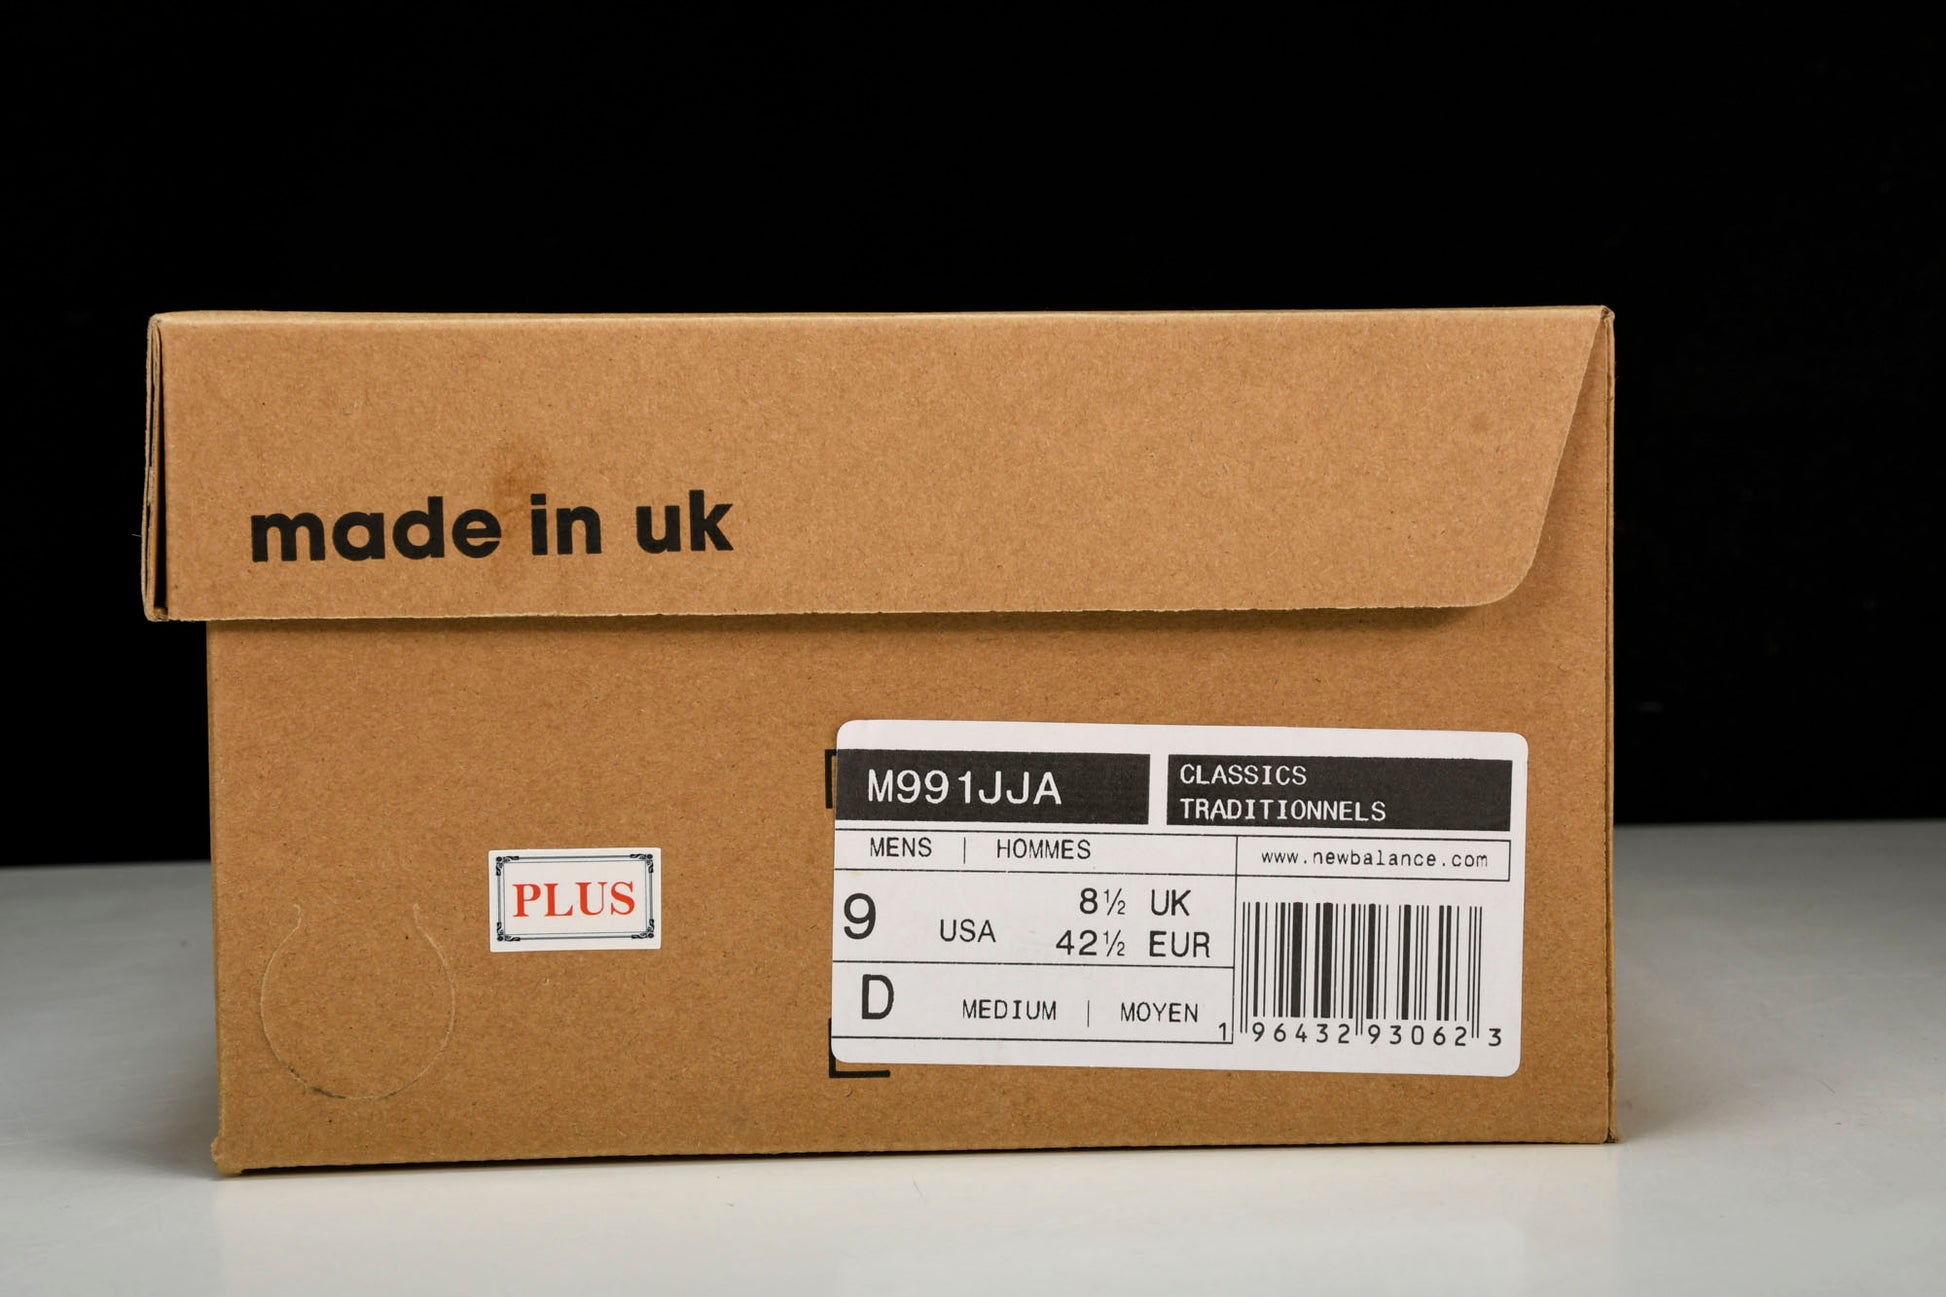 made in uk
PLUS
M991JJA
CLASSICS
TRADITIONNELS
MENS | HOMMES
www.newbalance.com
9 USA
8½ UK
42½ EUR
D MEDIUM | MOYEN
1 96432 93062 3